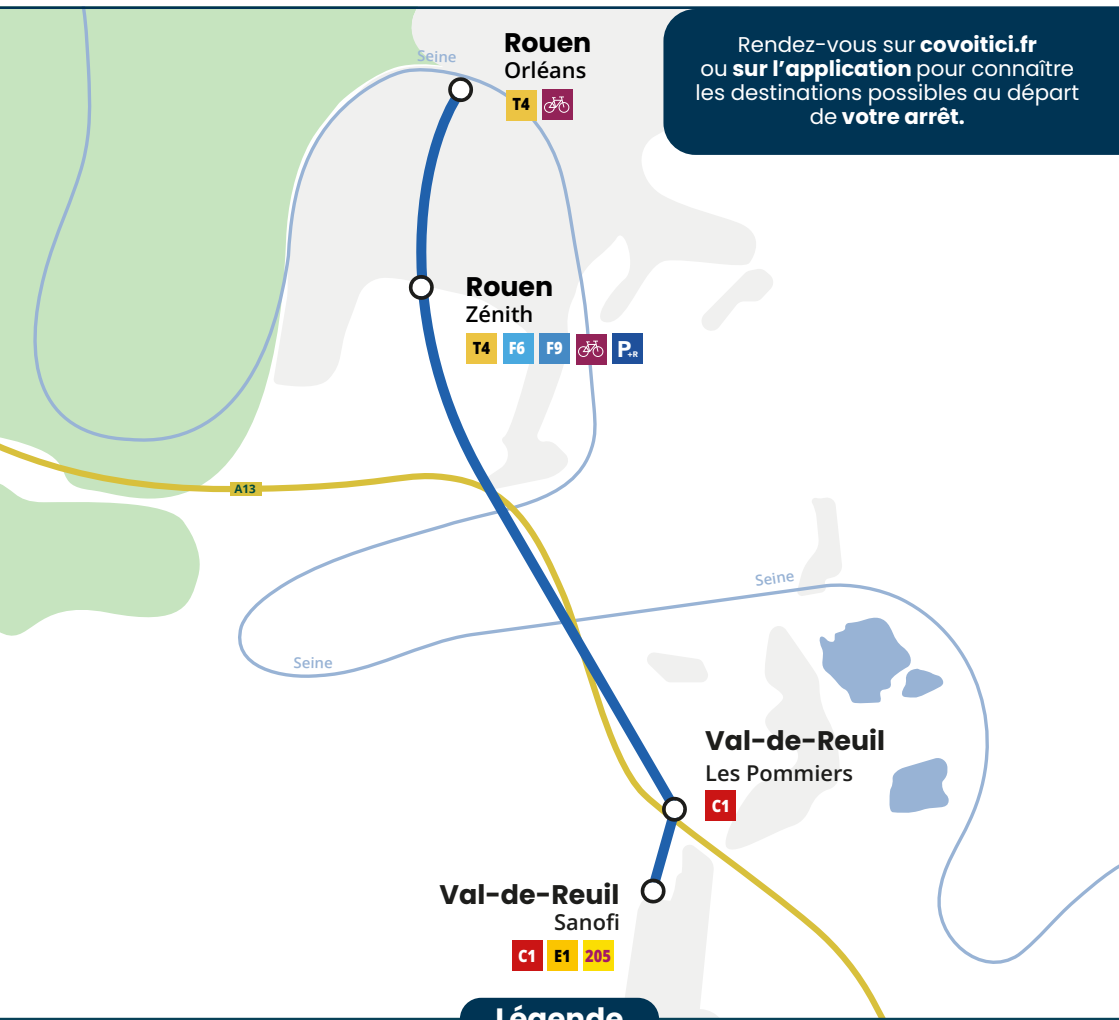 Rendez-vous sur covoitici.fr
ou sur l'application pour connaître
les destinations possibles au départ
de votre arrêt.
Seine
Rouen
Orléans
T4
Rouen
Zénith
T4 F6 F9 P+R
A13
Seine
Seine
Val-de-Reuil
Les Pommiers
C1
Val-de-Reuil
Sanofi
C1 E1 205
Légende